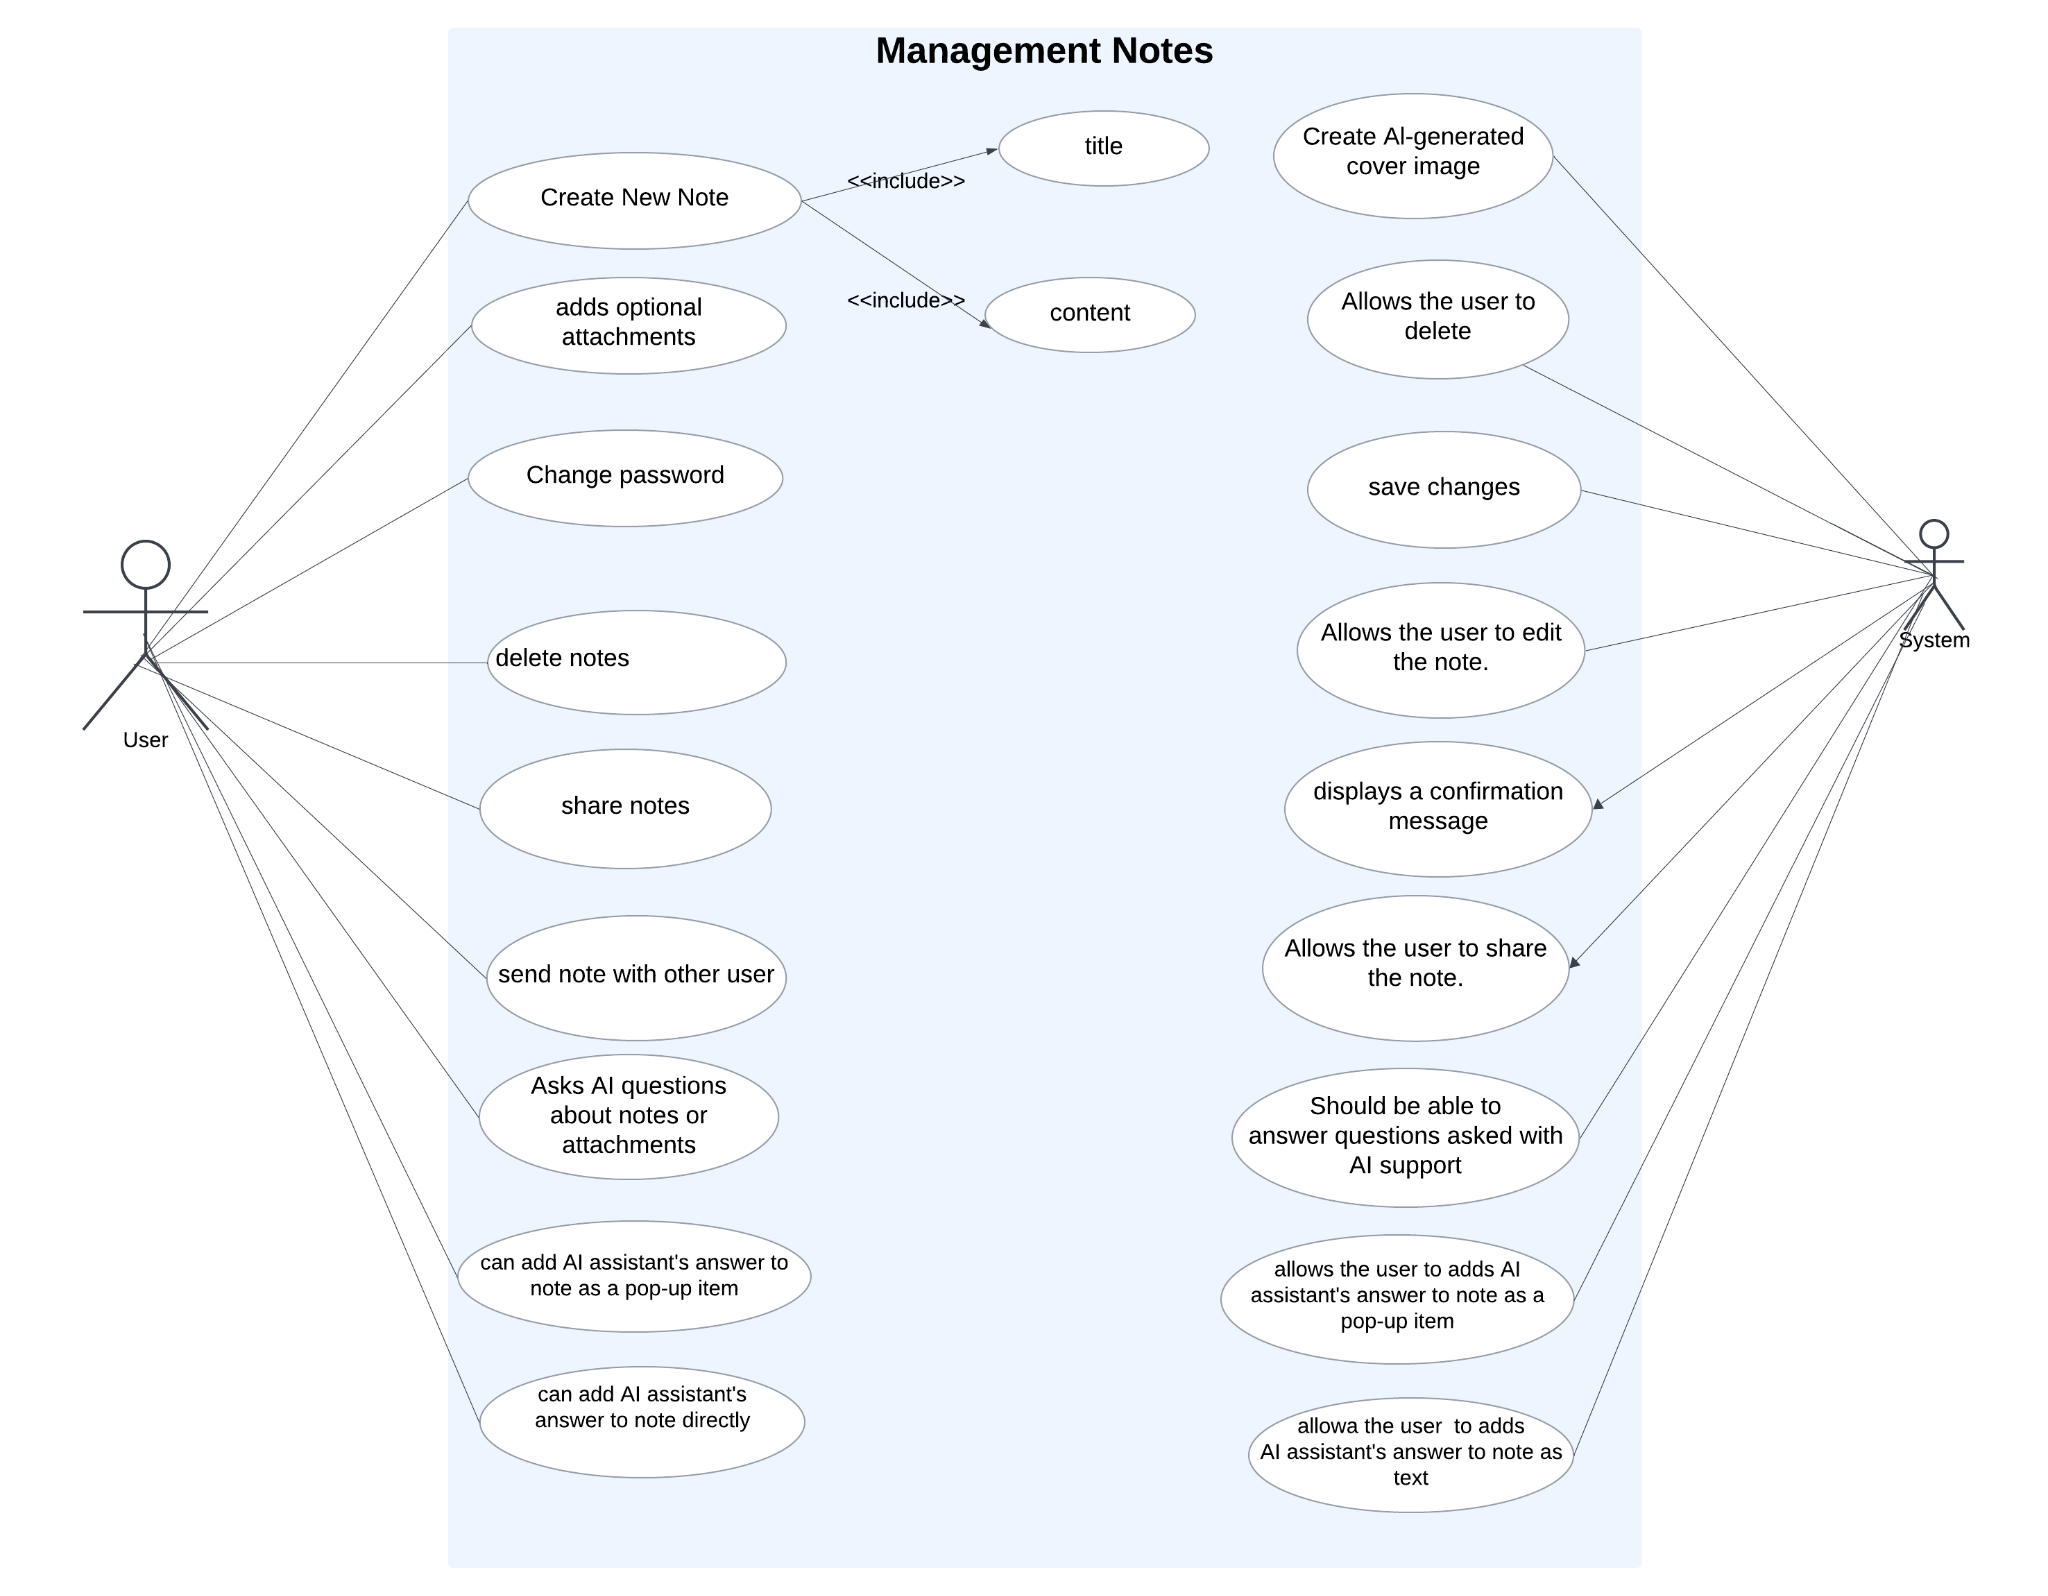 Management Notes
Create New Note
<<include>>
title
adds optional
attachments
<<include>>
content
Change password
delete notes
share notes
send note with other user
Asks AI questions
about notes or
attachments
can add AI assistant's answer to
note as a pop-up item
can add AI assistant's
answer to note directly
User
Create AI-generated
cover image
Allows the user to
delete
save changes
Allows the user to edit
the note.
displays a confirmation
message
Allows the user to share
the note.
Should be able to
answer questions asked with
AI support
allows the user to adds AI
assistant's answer to note as a
pop-up item
allowa the user  to adds
AI assistant's answer to note as
text
System